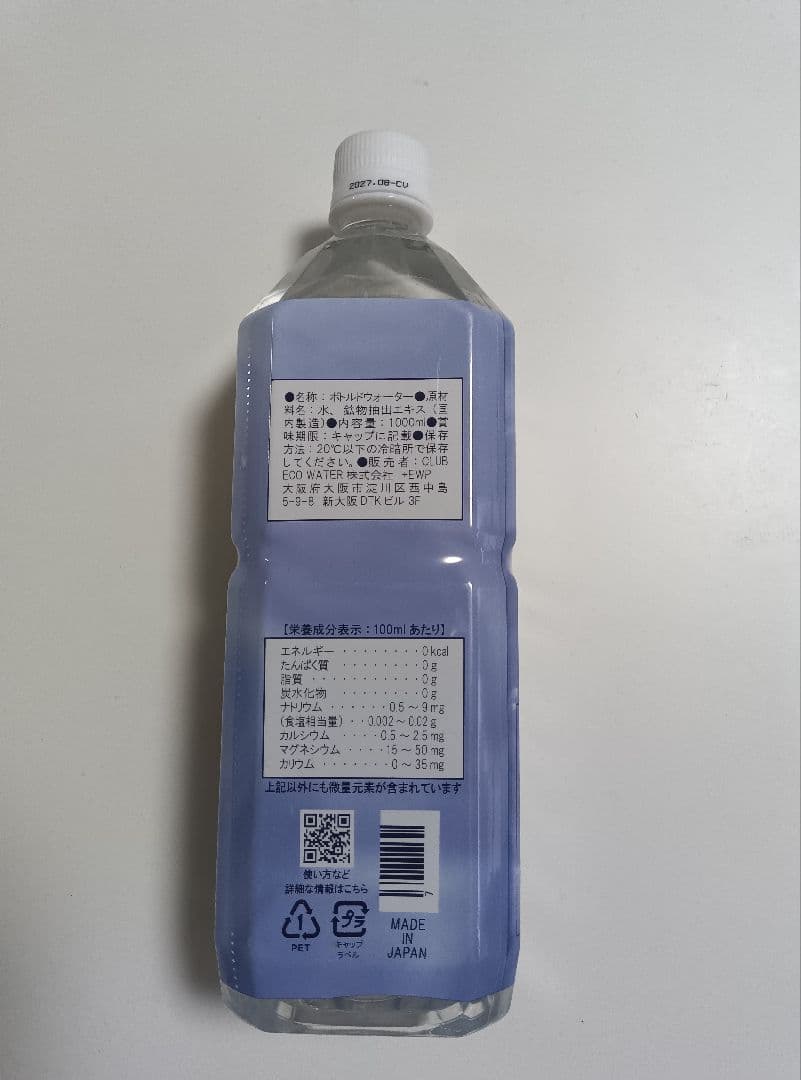 2027.08-CV
●名称：ボトルドウォーター●原材
料名：水、鉱物抽出エキス（国
内製造）●内容量：1000ml●賞
味期限：キャップに記載●保存
方法：20℃以下の冷暗所で保存
してください。●販売者：CLUB
ECO WATER 株式会社 +EWP
大阪府大阪市淀川区西中島
5-9-8 新大阪DTKビル3F
【栄養成分表示：100mlあたり】
エネルギー ········0kcal
たんぱく質 ········0g
脂質 ···········0g
炭水化物 ·········0g
ナトリウム ······0.5～9mg
(食塩相当量) ··0.002～0.02g
カルシウム ····0.5～2.5mg
マグネシウム ····15～50mg
カリウム ·······0～35mg
上記以外にも微量元素が含まれています
使い方など
詳細な情報はこちら
7
1
PET
プラ
キャップ
ラベル
MADE
IN
JAPAN